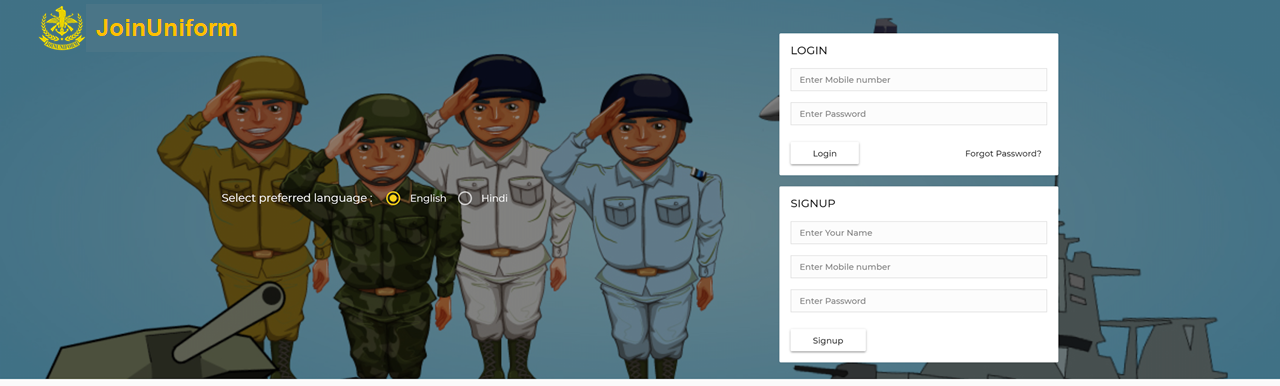 JoinUniform
LOGIN
Enter Mobile number
Enter Password
Login Forgot Password?
Select preferred language : English Hindi
SIGNUP
Enter Your Name
Enter Mobile number
Enter Password
Signup